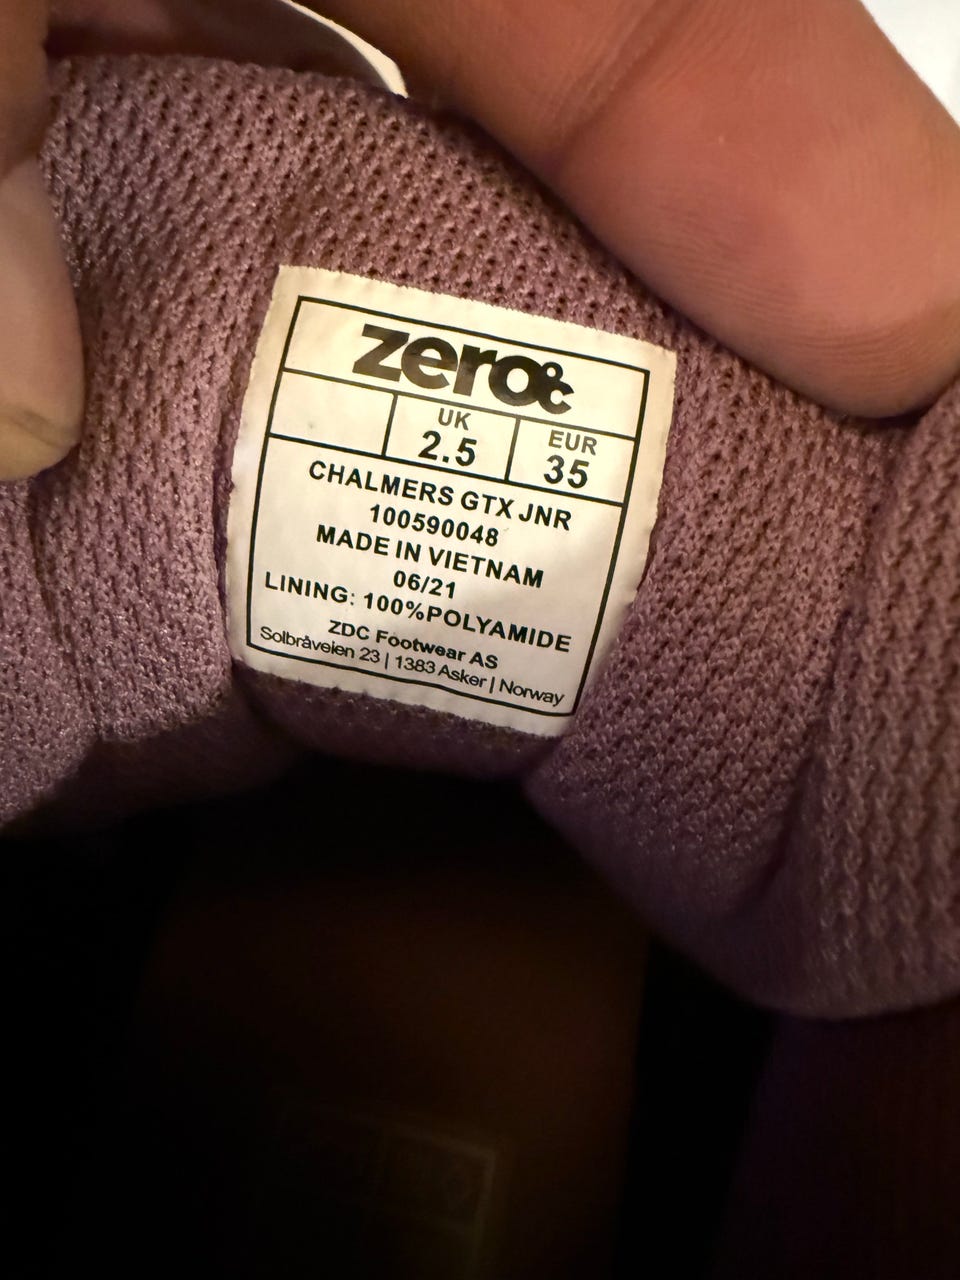 zero°C
UK EUR
2.5 35
CHALMERS GTX JNR
100590048
MADE IN VIETNAM
06/21
LINING: 100%POLYAMIDE
ZDC Footwear AS
Solbråveien 23 | 1383 Asker | Norway